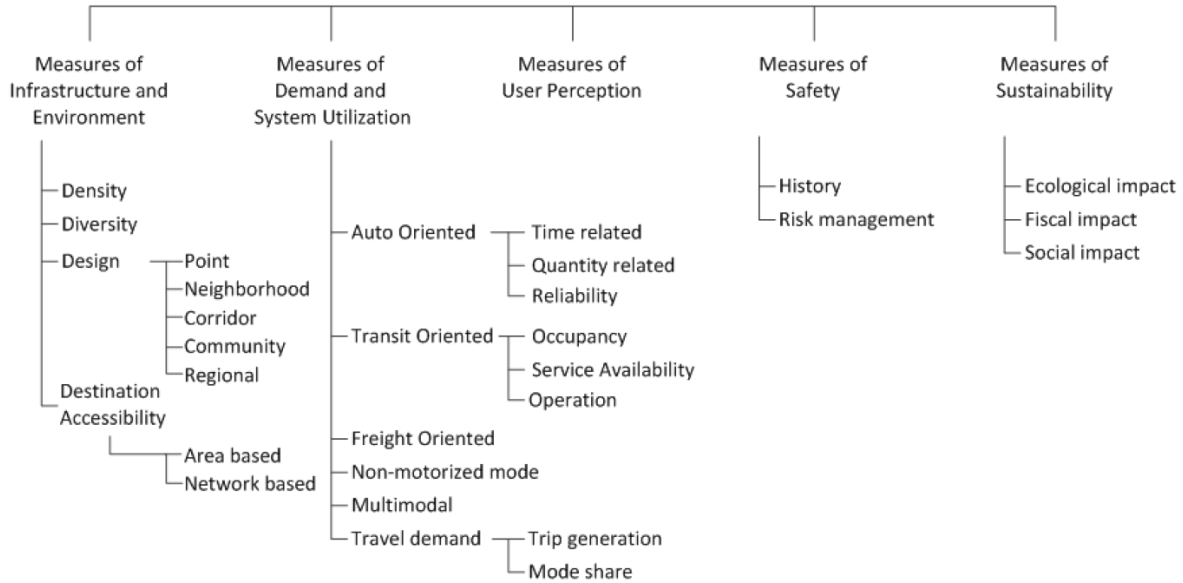 Measures of
Infrastructure and
Environment
Density
Diversity
Design
Point
Neighborhood
Corridor
Community
Regional
Destination
Accessibility
Area based
Network based
Measures of
Demand and
System Utilization
Auto Oriented
Time related
Quantity related
Reliability
Transit Oriented
Occupancy
Service Availability
Operation
Freight Oriented
Non-motorized mode
Multimodal
Travel demand
Trip generation
Mode share
Measures of
User Perception
Measures of
Safety
History
Risk management
Measures of
Sustainability
Ecological impact
Fiscal impact
Social impact